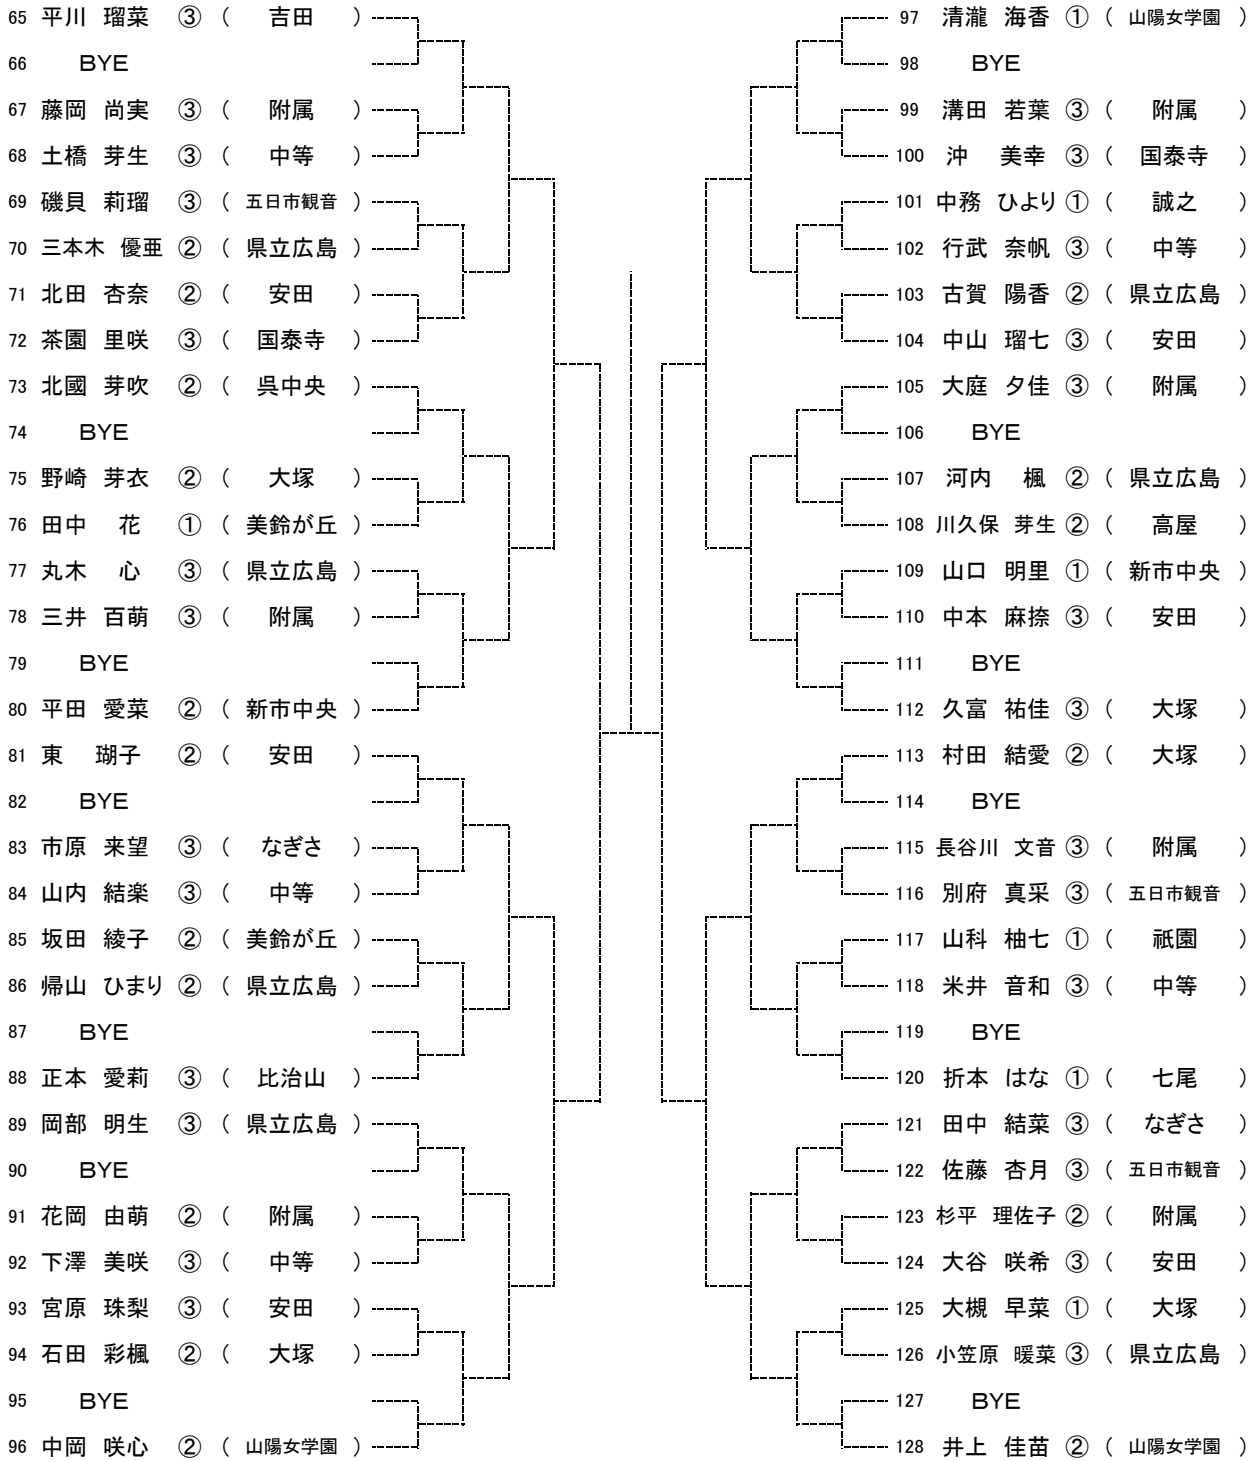 65 平川 瑠菜 ③ ( 吉田 )
66 BYE
67 藤岡 尚実 ③ ( 附属 )
68 土橋 芽生 ③ ( 中等 )
69 磯貝 莉瑠 ③ ( 五日市観音 )
70 三本木 優亜 ② ( 県立広島 )
71 北田 杏奈 ② ( 安田 )
72 茶園 里咲 ③ ( 国泰寺 )
73 北國 芽吹 ② ( 呉中央 )
74 BYE
75 野崎 芽衣 ② ( 大塚 )
76 田中 花 ① ( 美鈴が丘 )
77 丸木 心 ③ ( 県立広島 )
78 三井 百萌 ③ ( 附属 )
79 BYE
80 平田 愛菜 ② ( 新市中央 )
81 東 瑚子 ② ( 安田 )
82 BYE
83 市原 来望 ③ ( なぎさ )
84 山内 結楽 ③ ( 中等 )
85 坂田 綾子 ② ( 美鈴が丘 )
86 帰山 ひまり ② ( 県立広島 )
87 BYE
88 正本 愛莉 ③ ( 比治山 )
89 岡部 明生 ③ ( 県立広島 )
90 BYE
91 花岡 由萌 ② ( 附属 )
92 下澤 美咲 ③ ( 中等 )
93 宮原 珠梨 ③ ( 安田 )
94 石田 彩楓 ② ( 大塚 )
95 BYE
96 中岡 咲心 ② ( 山陽女学園 )
97 清瀧 海香 ① ( 山陽女学園 )
98 BYE
99 溝田 若葉 ③ ( 附属 )
100 沖 美幸 ③ ( 国泰寺 )
101 中務 ひより ① ( 誠之 )
102 行武 奈帆 ③ ( 中等 )
103 古賀 陽香 ② ( 県立広島 )
104 中山 瑠七 ③ ( 安田 )
105 大庭 夕佳 ③ ( 附属 )
106 BYE
107 河内 楓 ② ( 県立広島 )
108 川久保 芽生 ② ( 高屋 )
109 山口 明里 ① ( 新市中央 )
110 中本 麻捺 ③ ( 安田 )
111 BYE
112 久富 祐佳 ③ ( 大塚 )
113 村田 結愛 ② ( 大塚 )
114 BYE
115 長谷川 文音 ③ ( 附属 )
116 別府 真采 ③ ( 五日市観音 )
117 山科 柚七 ① ( 祇園 )
118 米井 音和 ③ ( 中等 )
119 BYE
120 折本 はな ① ( 七尾 )
121 田中 結菜 ③ ( なぎさ )
122 佐藤 杏月 ③ ( 五日市観音 )
123 杉平 理佐子 ② ( 附属 )
124 大谷 咲希 ③ ( 安田 )
125 大槻 早菜 ① ( 大塚 )
126 小笠原 暖菜 ③ ( 県立広島 )
127 BYE
128 井上 佳苗 ② ( 山陽女学園 )